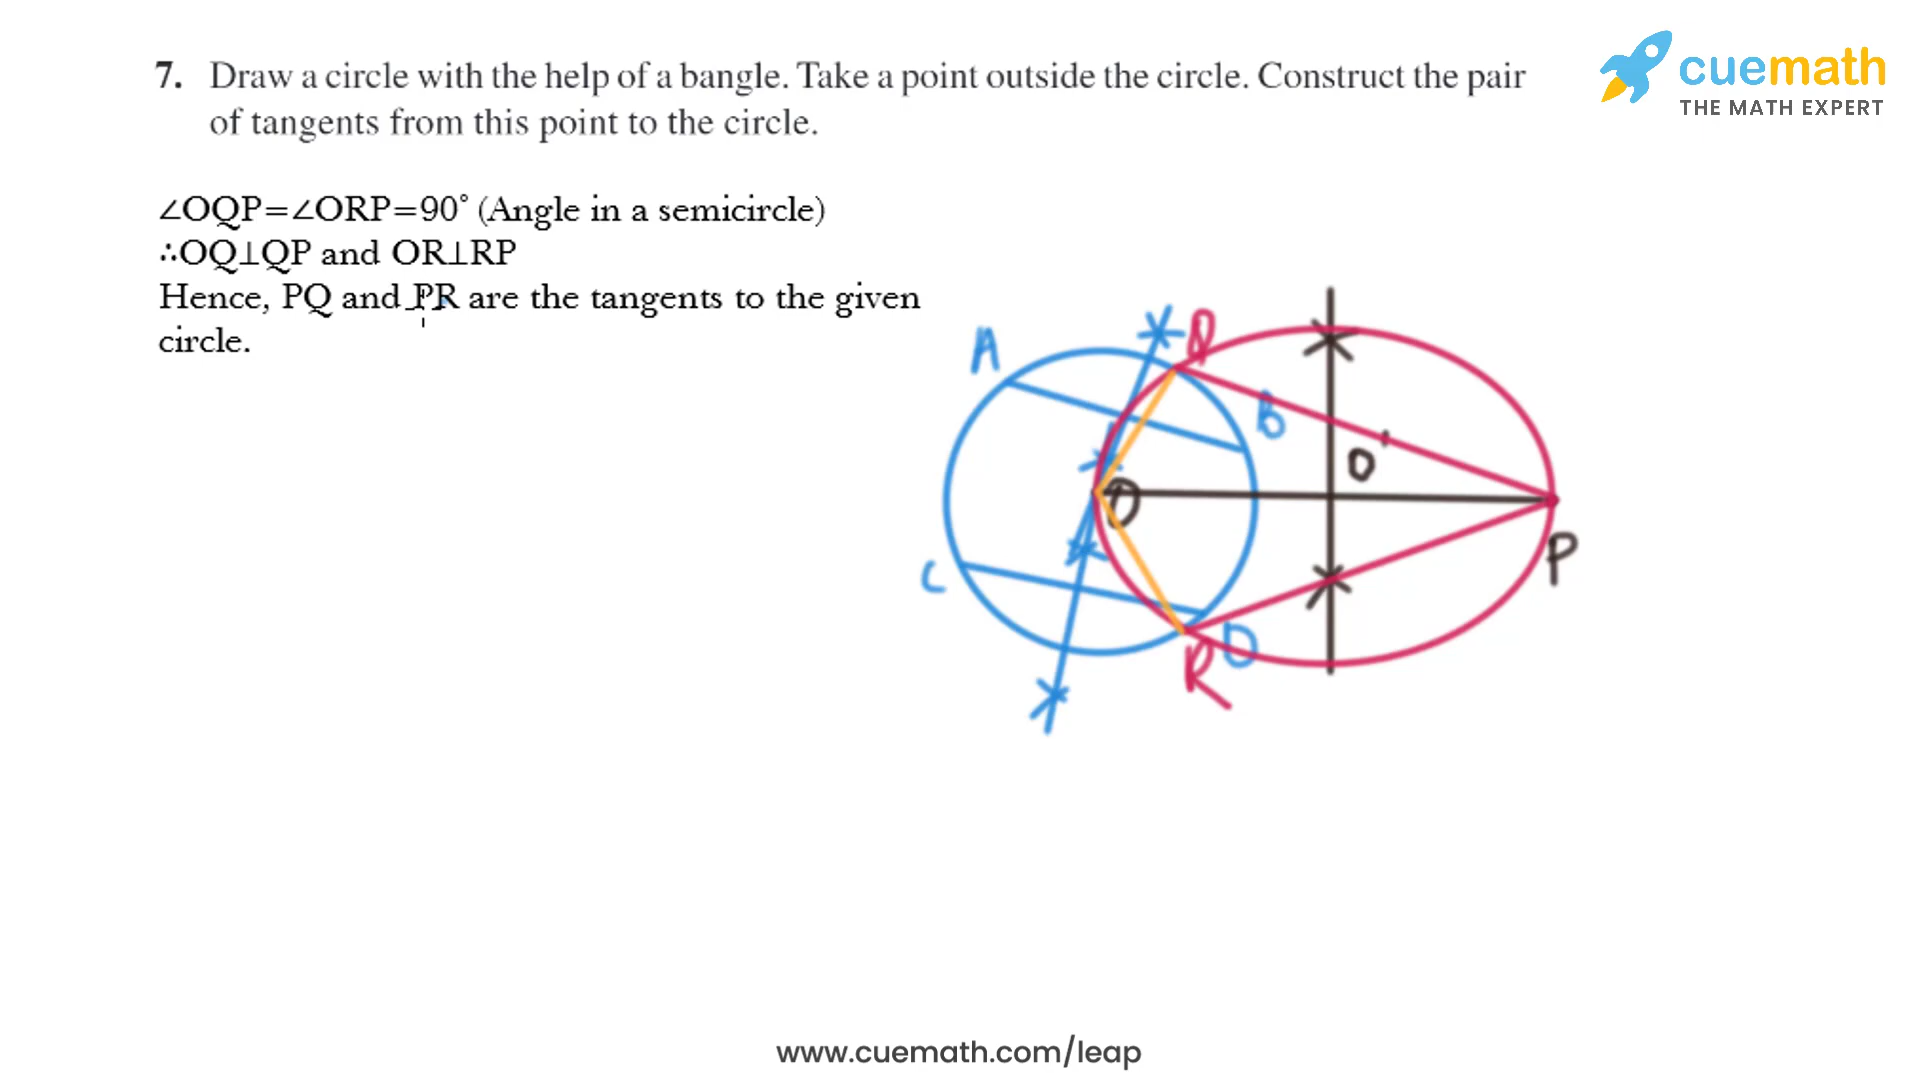 7. Draw a circle with the help of a bangle. Take a point outside the circle. Construct the pair
of tangents from this point to the circle.
cuemath
THE MATH EXPERT
∠OQP=∠ORP=90° (Angle in a semicircle)
∴OQ⊥QP and OR⊥RP
Hence, PQ and PR are the tangents to the given
circle.
A
Q
B
O'
O
P
C
R
D
www.cuemath.com/leap